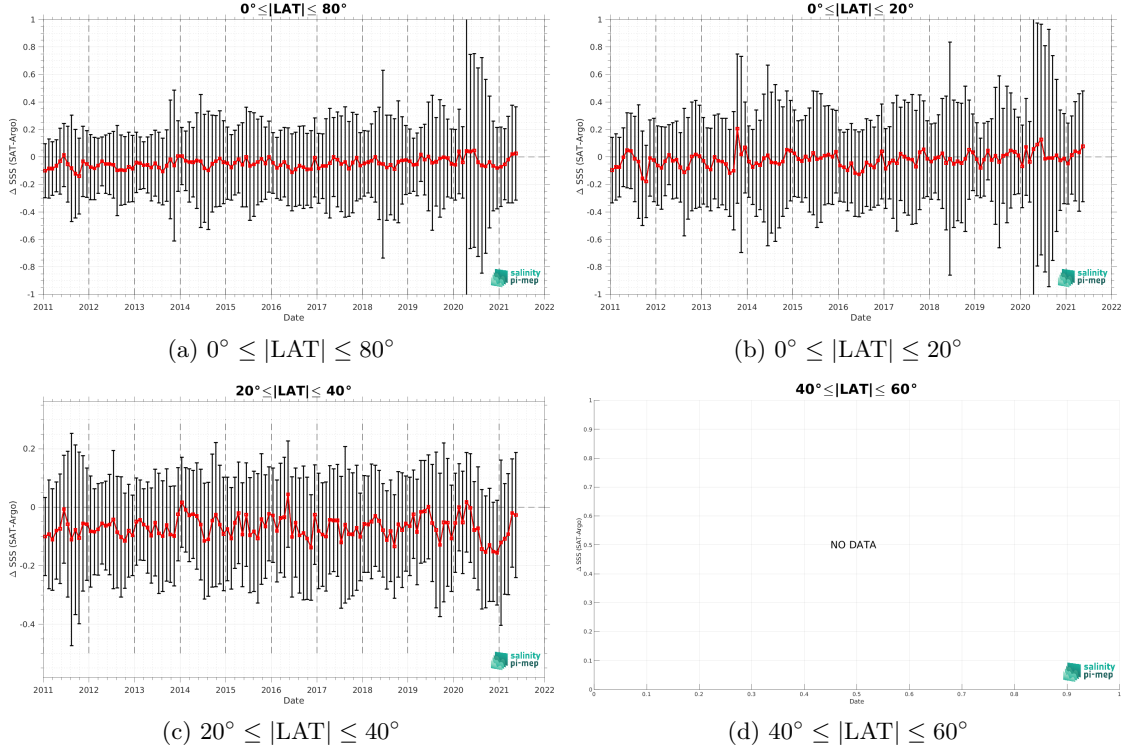 0°≤|LAT|≤ 80°
1
0.8
0.6
0.4
0.2
0
-0.2
-0.4
-0.6
-0.8
-1
Δ SSS (SAT-Argo)
2011 2012 2013 2014 2015 2016 2017 2018 2019 2020 2021 2022
Date
salinity
pi-mep
(a) 0° ≤ |LAT| ≤ 80°
0°≤|LAT|≤ 20°
1
0.8
0.6
0.4
0.2
0
-0.2
-0.4
-0.6
-0.8
-1
Δ SSS (SAT-Argo)
2011 2012 2013 2014 2015 2016 2017 2018 2019 2020 2021 2022
Date
salinity
pi-mep
(b) 0° ≤ |LAT| ≤ 20°
20°≤|LAT|≤ 40°
0.2
0
-0.2
-0.4
Δ SSS (SAT-Argo)
2011 2012 2013 2014 2015 2016 2017 2018 2019 2020 2021 2022
Date
salinity
pi-mep
(c) 20° ≤ |LAT| ≤ 40°
40°≤|LAT|≤ 60°
1
0.9
0.8
0.7
0.6
0.5
0.4
0.3
0.2
0.1
0
Δ SSS (SAT-Argo)
NO DATA
0 0.1 0.2 0.3 0.4 0.5 0.6 0.7 0.8 0.9 1
Date
salinity
pi-mep
(d) 40° ≤ |LAT| ≤ 60°